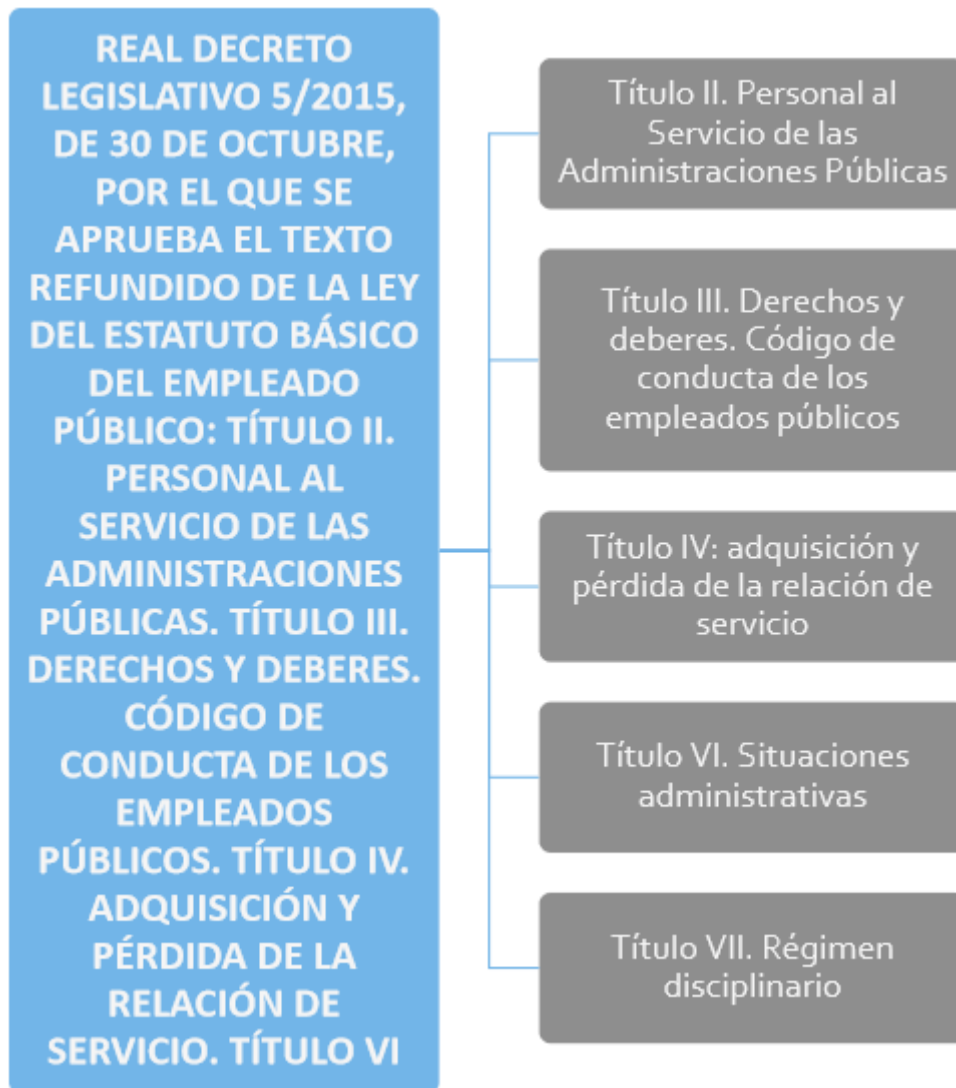 REAL DECRETO
LEGISLATIVO 5/2015,
DE 30 DE OCTUBRE,
POR EL QUE SE
APRUEBA EL TEXTO
REFUNDIDO DE LA LEY
DEL ESTATUTO BÁSICO
DEL EMPLEADO
PÚBLICO: TÍTULO II.
PERSONAL AL
SERVICIO DE LAS
ADMINISTRACIONES
PÚBLICAS. TÍTULO III.
DERECHOS Y DEBERES.
CÓDIGO DE
CONDUCTA DE LOS
EMPLEADOS
PÚBLICOS. TÍTULO IV.
ADQUISICIÓN Y
PÉRDIDA DE LA
RELACIÓN DE
SERVICIO. TÍTULO VI
Título II. Personal al
Servicio de las
Administraciones Públicas
Título III. Derechos y
deberes. Código de
conducta de los
empleados públicos
Título IV: adquisición y
pérdida de la relación de
servicio
Título VI. Situaciones
administrativas
Título VII. Régimen
disciplinario